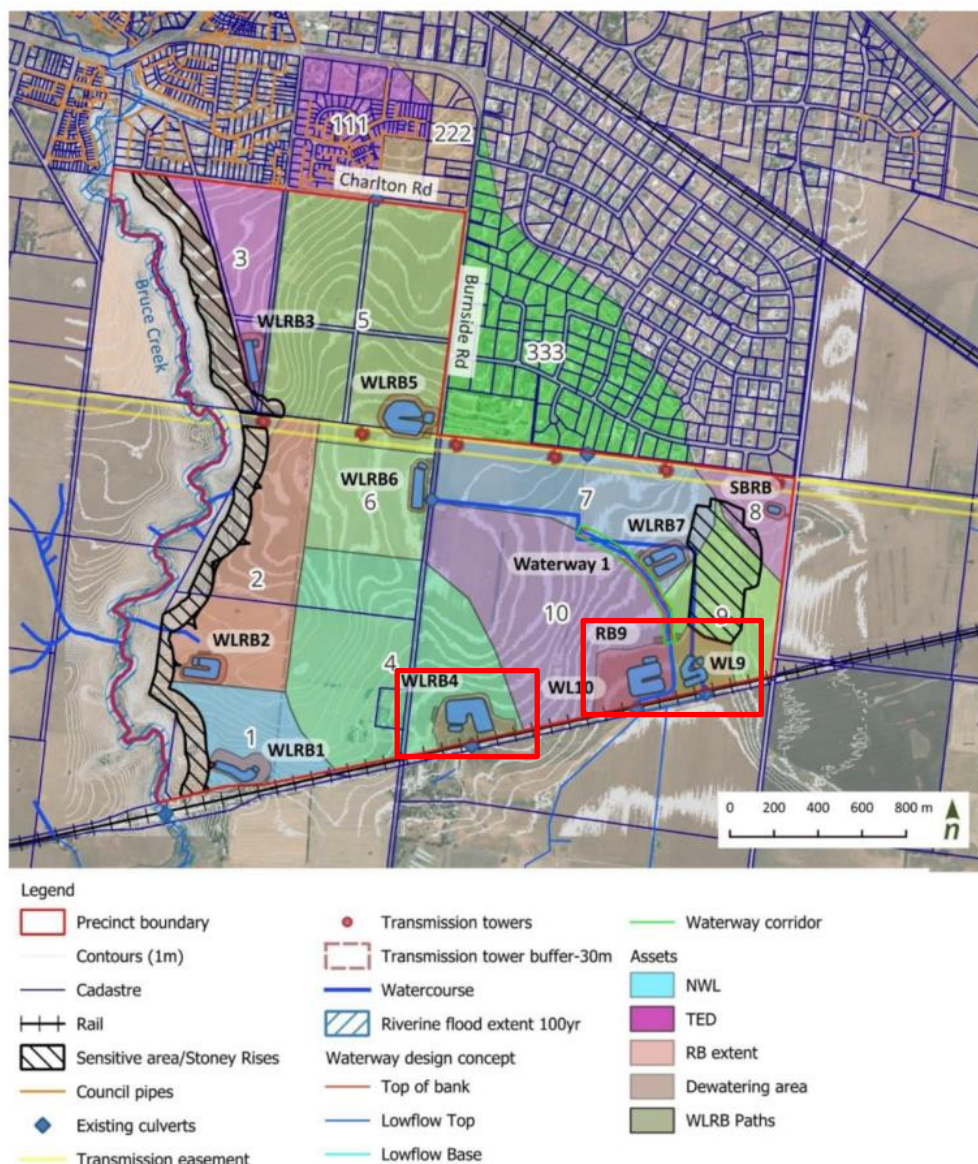 111
222
Charlton Rd
3
Bruce Creek
WLRB3
5
Burnside Rd
333
WLRB5
WLRB6
6
7
SBRB
8
WLRB7
Waterway 1
2
10
9
RB9
WLRB2
4
WLRB4
WL10
WL9
1
WLRB1
0 200 400 600 800 m
n
Legend
Precinct boundary
Contours (1m)
Cadastre
Rail
Sensitive area/Stoney Rises
Council pipes
Existing culverts
Transmission easement
Transmission towers
Transmission tower buffer-30m
Watercourse
Riverine flood extent 100yr
Waterway design concept
Top of bank
Lowflow Top
Lowflow Base
Waterway corridor
Assets
NWL
TED
RB extent
Dewatering area
WLRB Paths